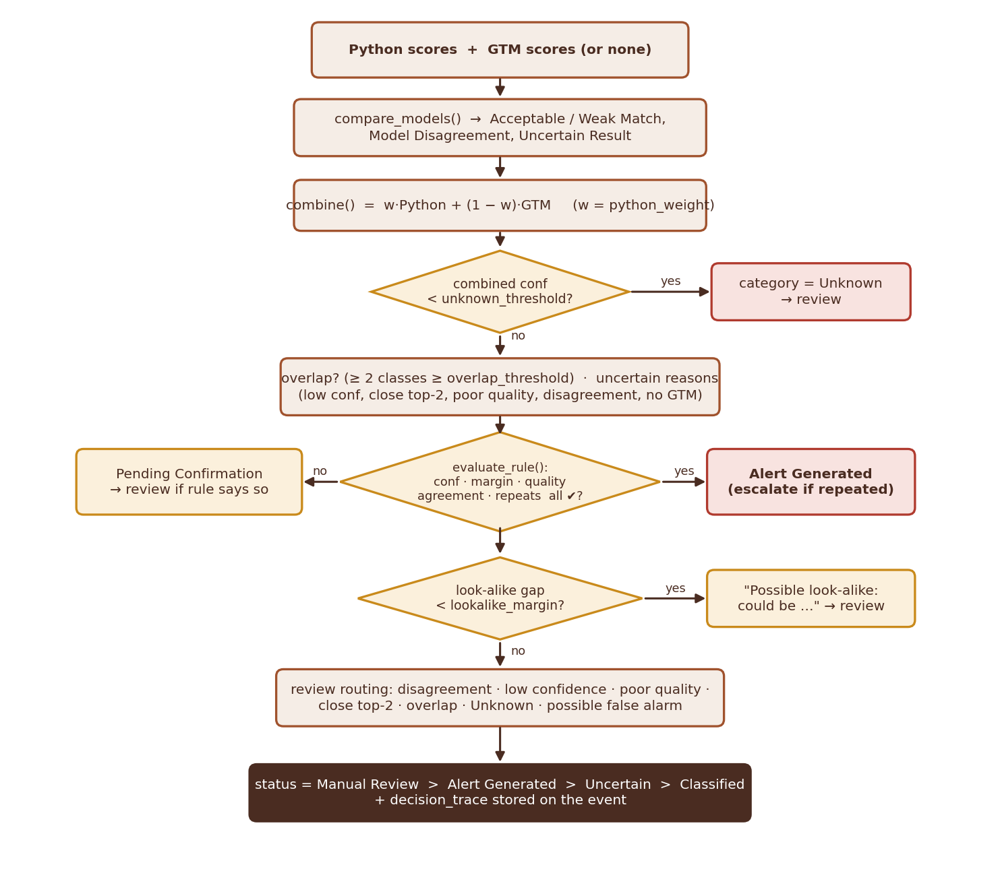 Python scores + GTM scores (or none)
compare_models() → Acceptable / Weak Match,
Model Disagreement, Uncertain Result
combine() = w·Python + (1 − w)·GTM (w = python_weight)
combined conf
< unknown_threshold?
yes
category = Unknown
→ review
no
overlap? (≥ 2 classes ≥ overlap_threshold) · uncertain reasons
(low conf, close top-2, poor quality, disagreement, no GTM)
Pending Confirmation
→ review if rule says so
no
evaluate_rule():
conf · margin · quality
agreement · repeats all ✔?
yes
Alert Generated
(escalate if repeated)
look-alike gap
< lookalike_margin?
yes
"Possible look-alike:
could be …" → review
no
review routing: disagreement · low confidence · poor quality ·
close top-2 · overlap · Unknown · possible false alarm
status = Manual Review > Alert Generated > Uncertain > Classified
+ decision_trace stored on the event